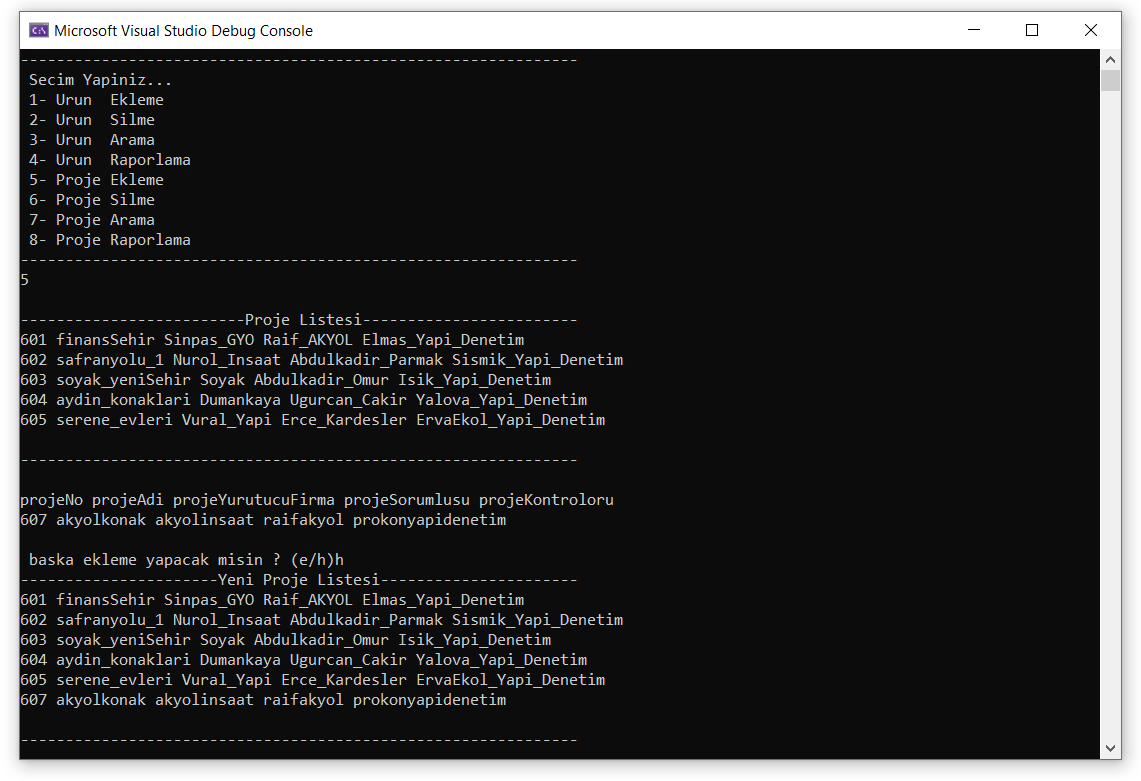 Microsoft Visual Studio Debug Console
--------------------------------------------------------------
 Secim Yapiniz...
 1- Urun  Ekleme
 2- Urun  Silme
 3- Urun  Arama
 4- Urun  Raporlama
 5- Proje Ekleme
 6- Proje Silme
 7- Proje Arama
 8- Proje Raporlama
--------------------------------------------------------------
5
-------------------------Proje Listesi------------------------
601 finansSehir Sinpas_GYO Raif_AKYOL Elmas_Yapi_Denetim
602 safranyolu_1 Nurol_Insaat Abdulkadir_Parmak Sismik_Yapi_Denetim
603 soyak_yeniSehir Soyak Abdulkadir_Omur Isik_Yapi_Denetim
604 aydin_konaklari Dumankaya Ugurcan_Cakir Yalova_Yapi_Denetim
605 serene_evleri Vural_Yapi Erce_Kardesler ErvaEkol_Yapi_Denetim
--------------------------------------------------------------
projeNo projeAdi projeYurutucuFirma projeSorumlusu projeKontroloru
607 akyolkonak akyolinsaat raifakyol prokonyapidenetim
 baska ekleme yapacak misin ? (e/h)h
----------------------Yeni Proje Listesi----------------------
601 finansSehir Sinpas_GYO Raif_AKYOL Elmas_Yapi_Denetim
602 safranyolu_1 Nurol_Insaat Abdulkadir_Parmak Sismik_Yapi_Denetim
603 soyak_yeniSehir Soyak Abdulkadir_Omur Isik_Yapi_Denetim
604 aydin_konaklari Dumankaya Ugurcan_Cakir Yalova_Yapi_Denetim
605 serene_evleri Vural_Yapi Erce_Kardesler ErvaEkol_Yapi_Denetim
607 akyolkonak akyolinsaat raifakyol prokonyapidenetim
--------------------------------------------------------------